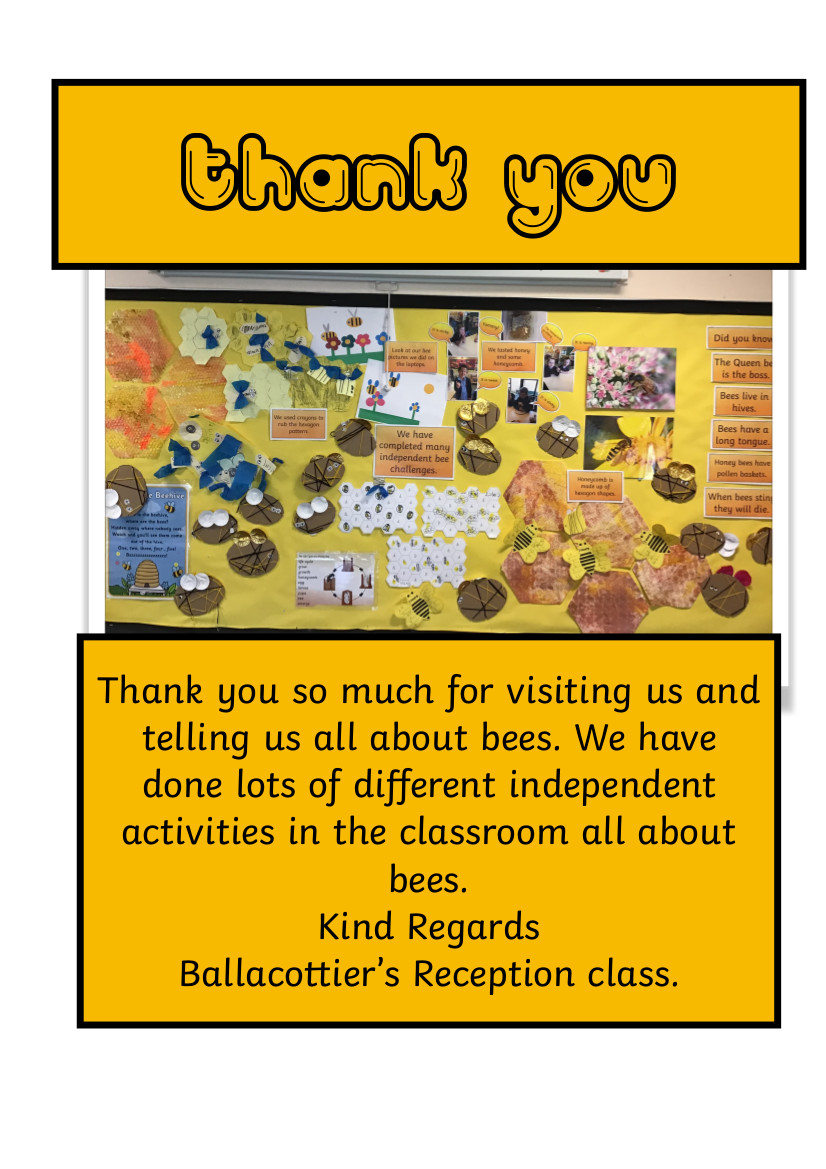 thank you
Look at our bee
pictures we did on
the laptops.
We tasted honey
and some
honeycomb.
Did you know
The Queen be
is the boss.
Bees live in
hives.
Bees have a
long tongue.
Honey bees have
pollen baskets.
When bees sting
they will die.
We used crayons to
rub the hexagon
pattern.
We have
completed many
independent bee
challenges.
Honeycomb is
made up of
hexagon shapes.
Beehive
Thank you so much for visiting us and
telling us all about bees. We have
done lots of different independent
activities in the classroom all about
bees.
Kind Regards
Ballacottier’s Reception class.